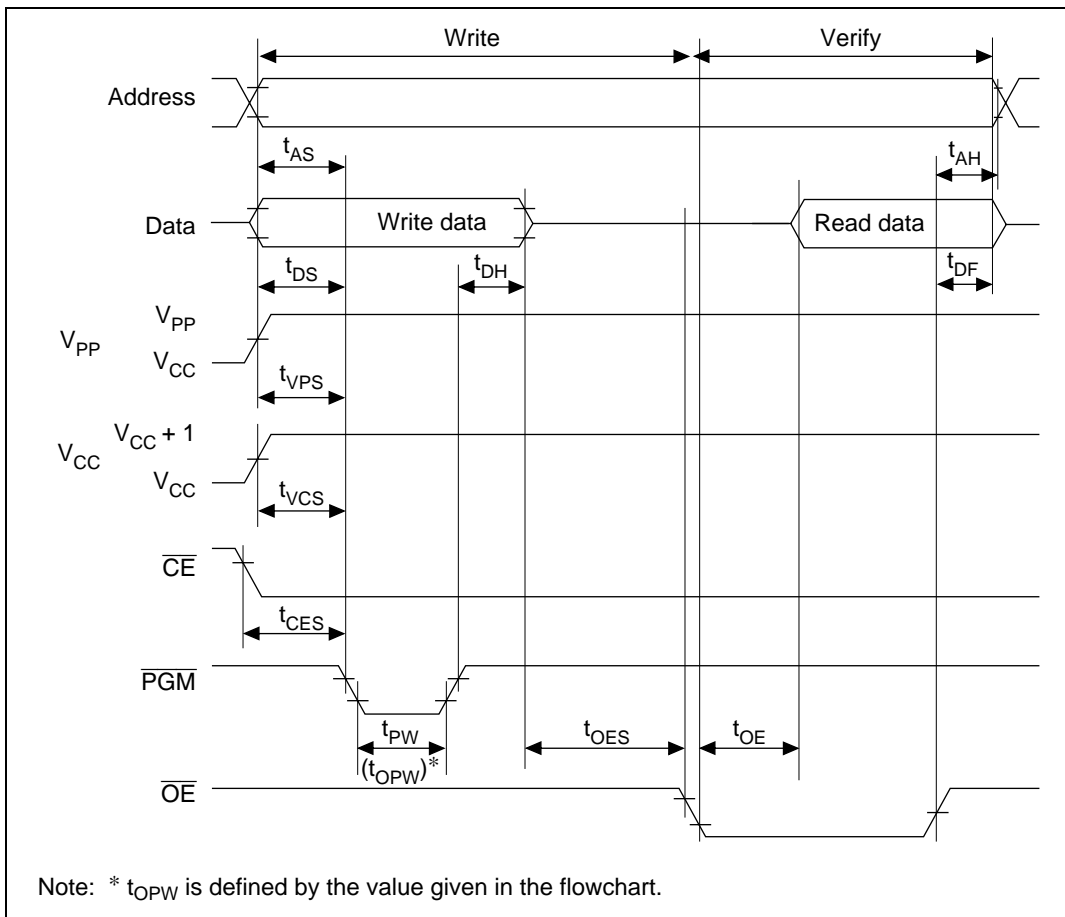 Write
Verify
Address
tAS
tAH
Data
Write data
Read data
tDS
tDH
tDF
VPP
VPP
VCC
tVPS
VCC + 1
VCC
VCC
tVCS
CE
tCES
PGM
tPW
tOES
tOE
(tOPW)*
OE
Note: * tOPW is defined by the value given in the flowchart.